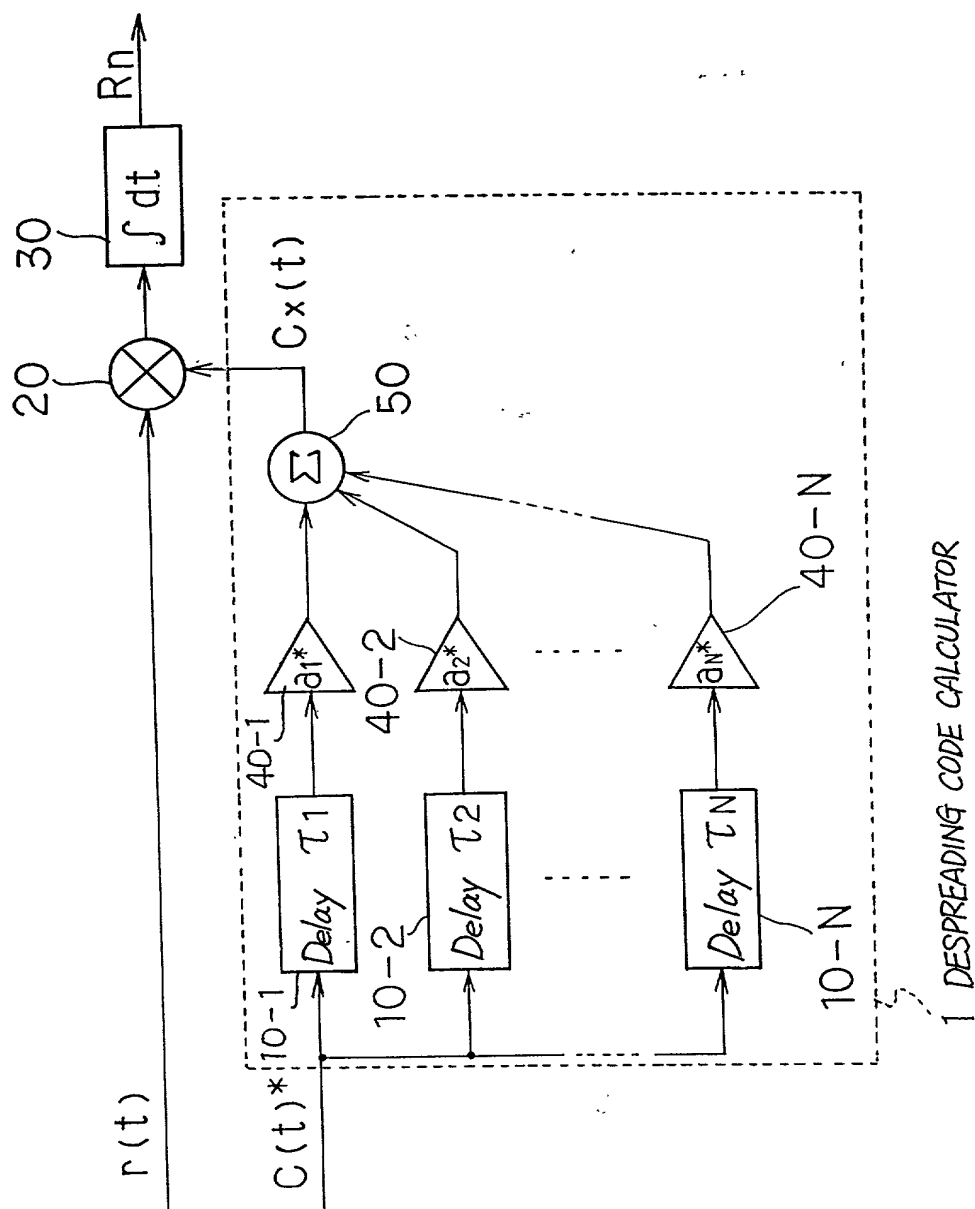 r(t)
20
30
∫dt
Rn
C(t)*
10-1
Delay τ1
40-1
a1*
Σ
50
Cx(t)
10-2
Delay τ2
40-2
a2*
10-N
Delay τN
aN*
40-N
1 DESPREADING CODE CALCULATOR